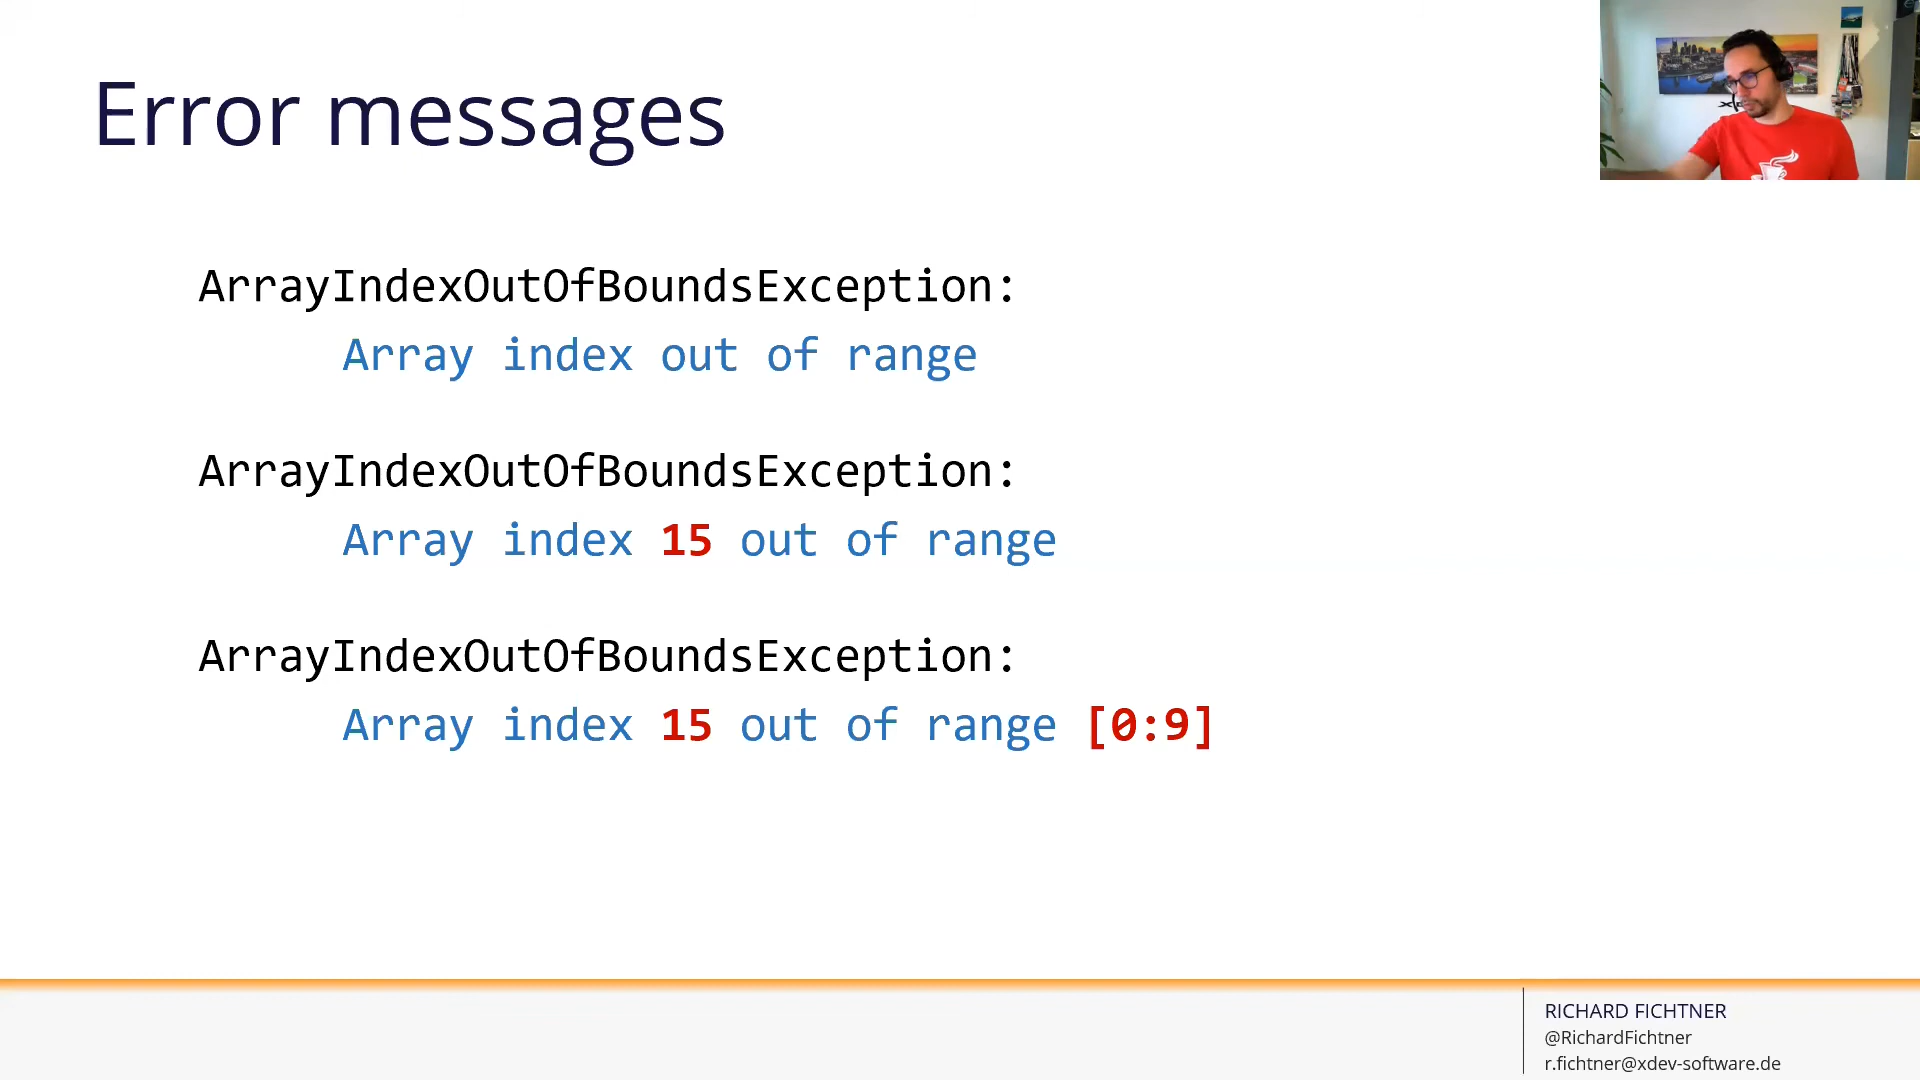 Error messages
ArrayIndexOutOfBoundsException:
Array index out of range
ArrayIndexOutOfBoundsException:
Array index 15 out of range
ArrayIndexOutOfBoundsException:
Array index 15 out of range [0:9]
RICHARD FICHTNER
@RichardFichtner
r.fichtner@xdev-software.de